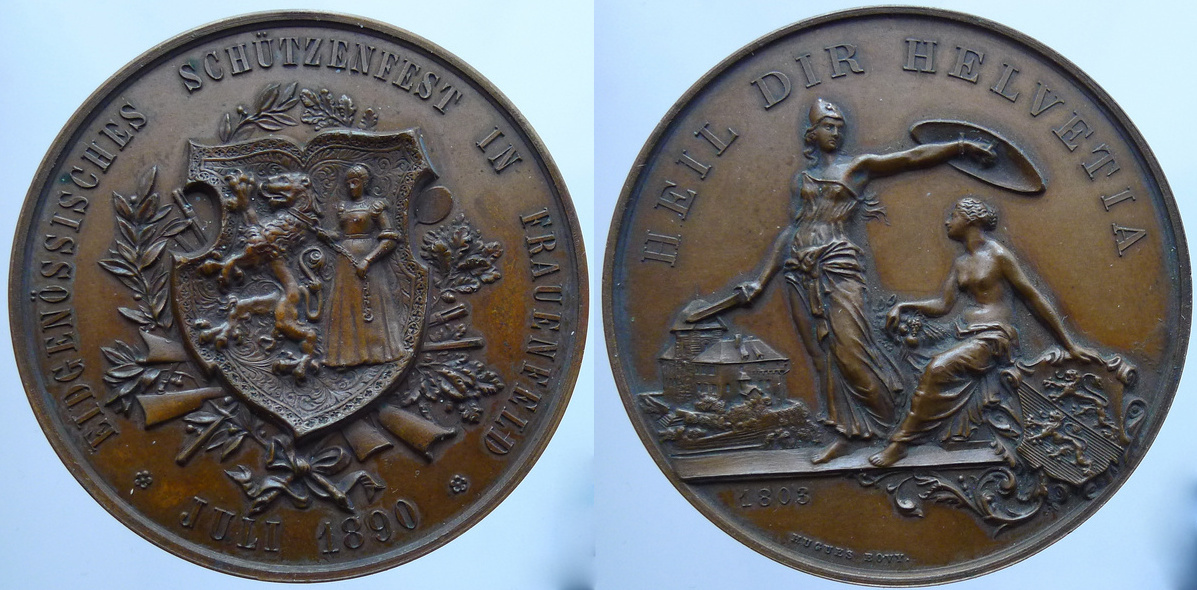 EIDGENÖSSISCHES SCHÜTZENFEST IN FRAUENFELD
JULI 1890
HEIL DIR HELVETIA
1803
HUGUES BOVY.